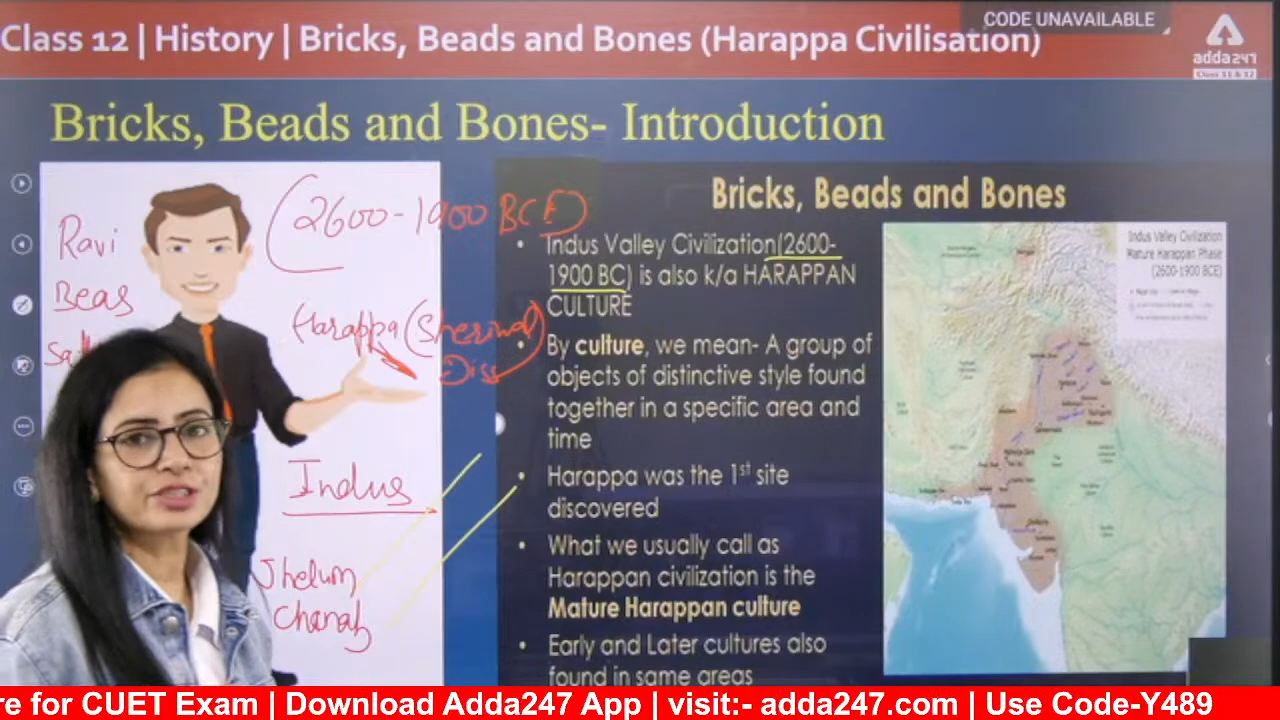 CODE UNAVAILABLE
Class 12 | History | Bricks, Beads and Bones (Harappa Civilisation)
adda247
Class 11 & 12
Bricks, Beads and Bones- Introduction
Ravi
Beas
(2600-1900 BCE)
Harappa
Indus
Jhelum
Chanab
Bricks, Beads and Bones
• Indus Valley Civilization(2600-
1900 BC) is also k/a HARAPPAN
CULTURE
• By culture, we mean- A group of
objects of distinctive style found
together in a specific area and
time
• Harappa was the 1st site
discovered
• What we usually call as
Harappan civilization is the
Mature Harappan culture
• Early and Later cultures also
found in same areas
Indus Valley Civilization
Mature Harappan Phase
(2600-1900 BCE)
re for CUET Exam | Download Adda247 App | visit:- adda247.com | Use Code-Y489